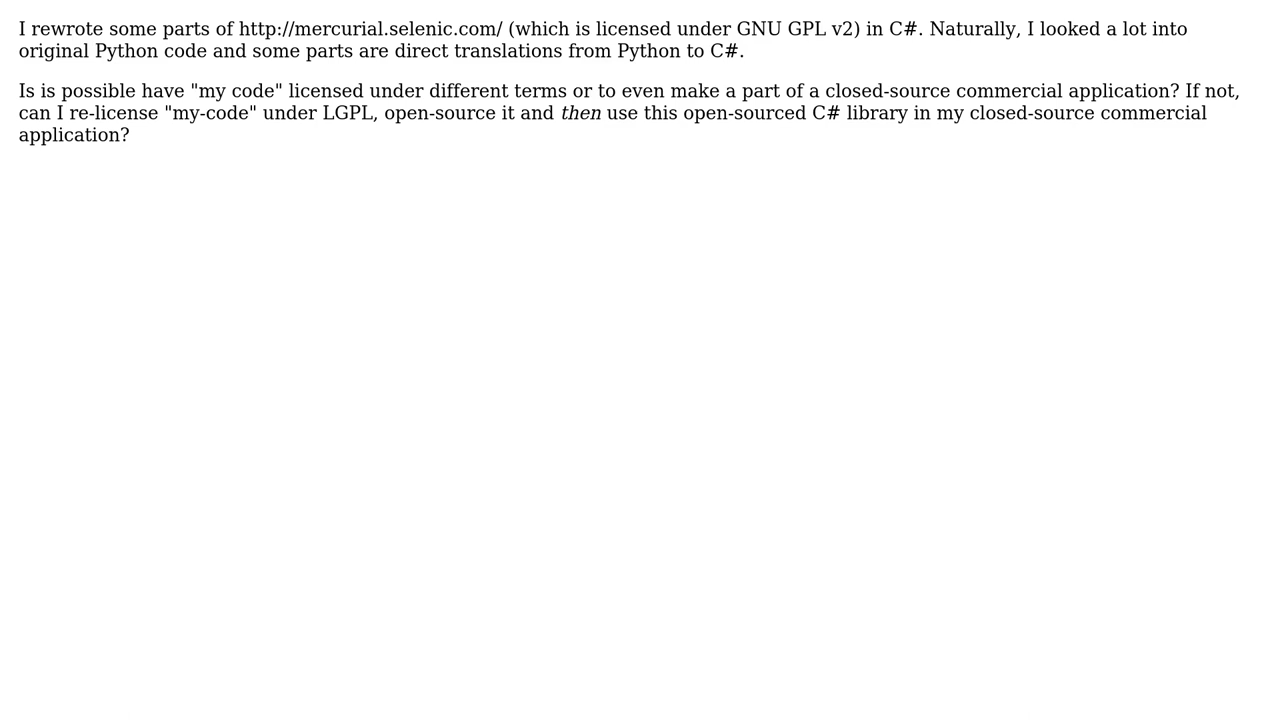 I rewrote some parts of http://mercurial.selenic.com/ (which is licensed under GNU GPL v2) in C#. Naturally, I looked a lot into
original Python code and some parts are direct translations from Python to C#.
Is is possible have "my code" licensed under different terms or to even make a part of a closed-source commercial application? If not,
can I re-license "my-code" under LGPL, open-source it and then use this open-sourced C# library in my closed-source commercial
application?